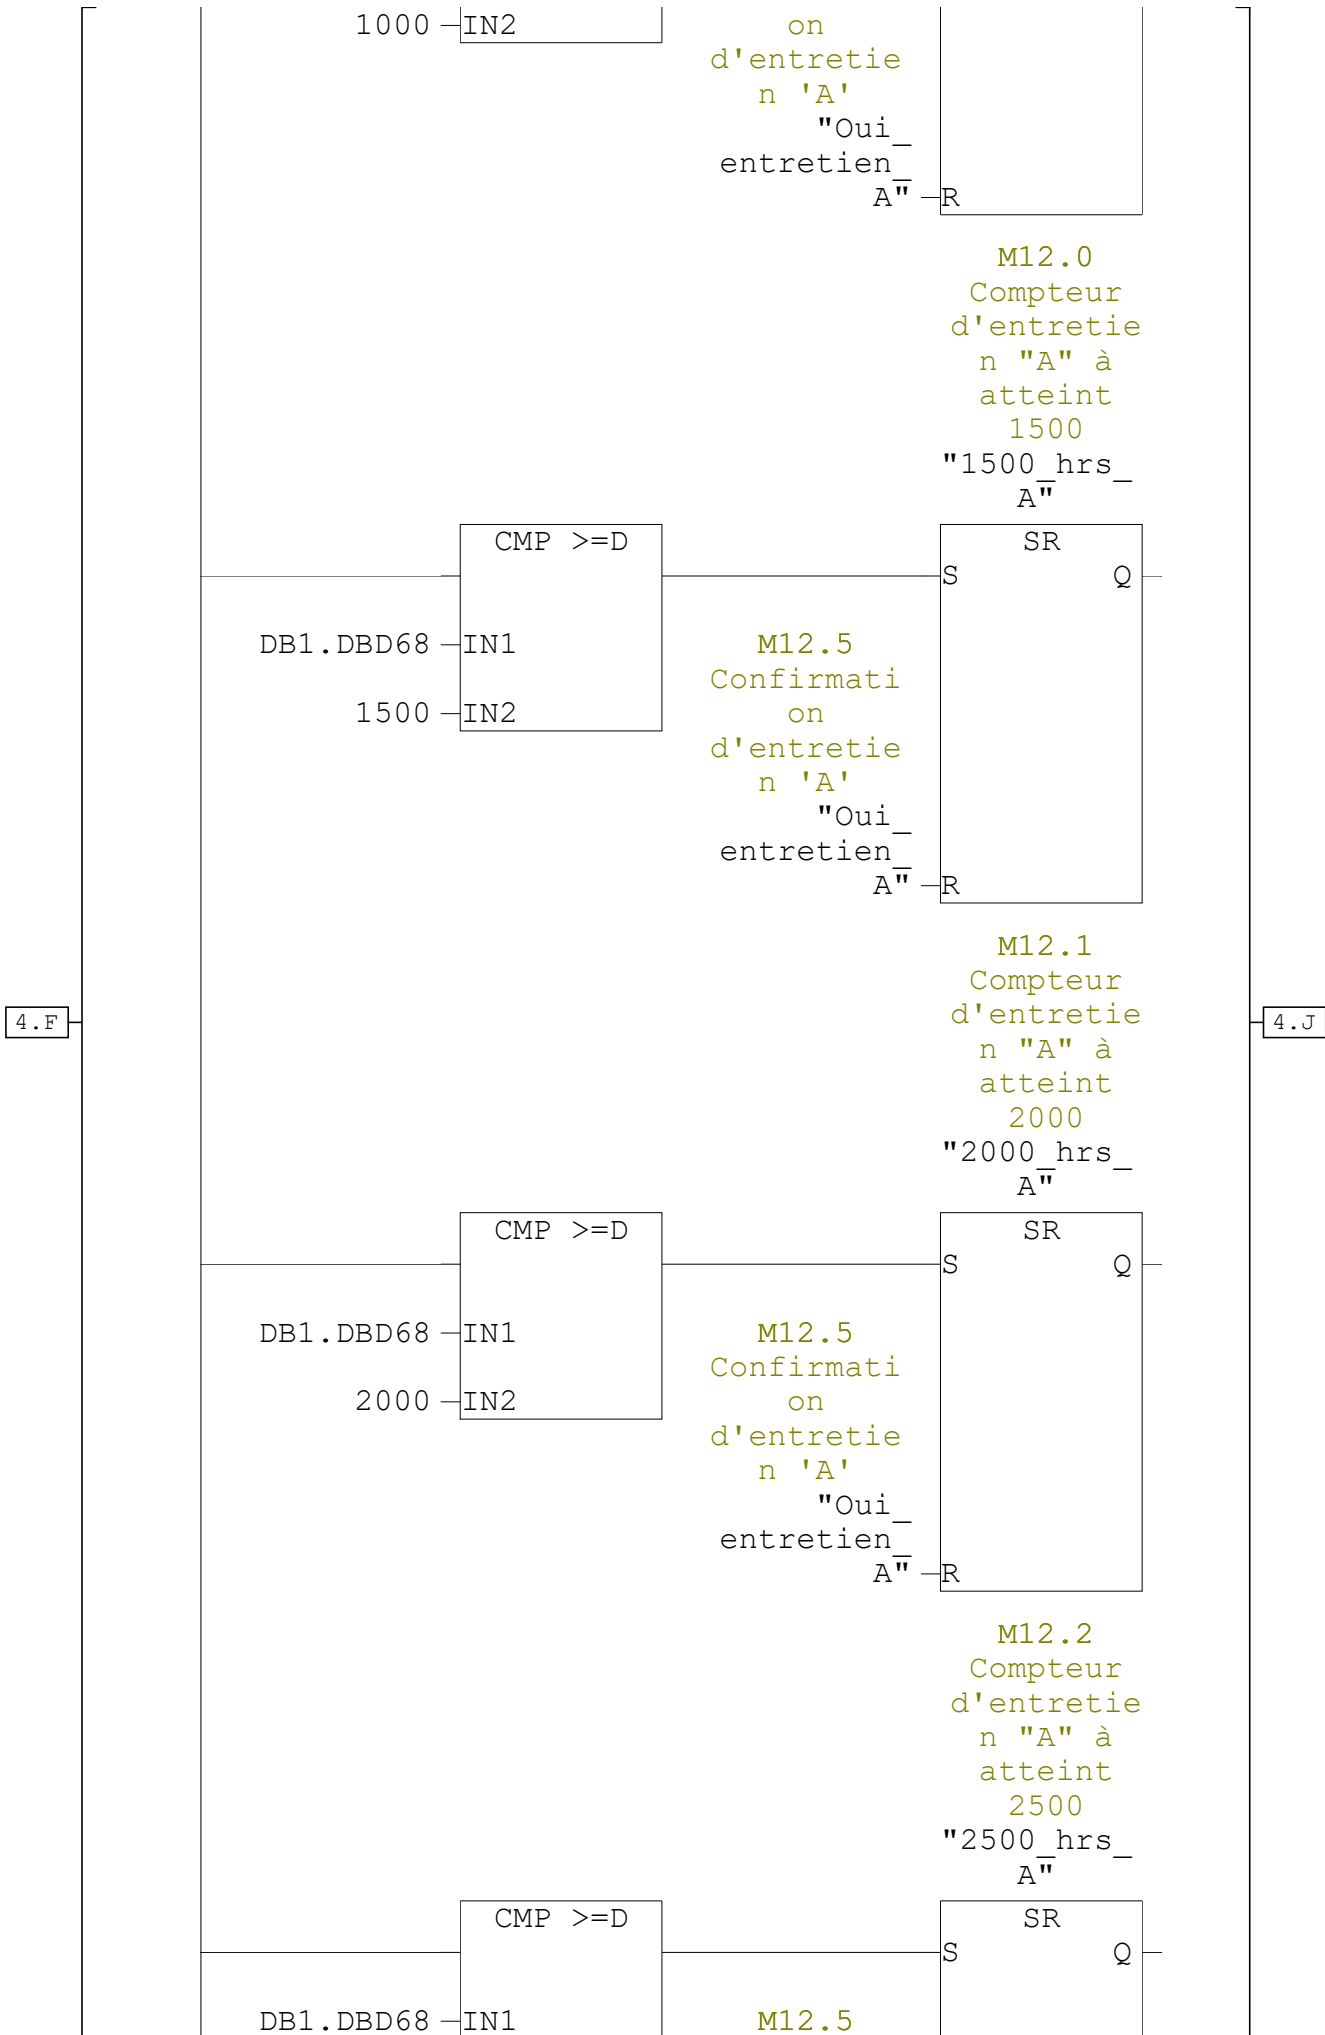 1000 IN2
on
d'entretie
n 'A'
"Oui_
entretien_
A" R
M12.0
Compteur
d'entretie
n "A" à
atteint
1500
"1500_hrs_
A"
CMP >=D
SR
S Q
DB1.DBD68 IN1
M12.5
Confirmati
1500 IN2
on
d'entretie
n 'A'
"Oui_
entretien_
A" R
M12.1
Compteur
4.F
d'entretie
4.J
n "A" à
atteint
2000
"2000_hrs_
A"
CMP >=D
SR
S Q
DB1.DBD68 IN1
M12.5
Confirmati
2000 IN2
on
d'entretie
n 'A'
"Oui_
entretien_
A" R
M12.2
Compteur
d'entretie
n "A" à
atteint
2500
"2500_hrs_
A"
CMP >=D
SR
S Q
DB1.DBD68 IN1
M12.5